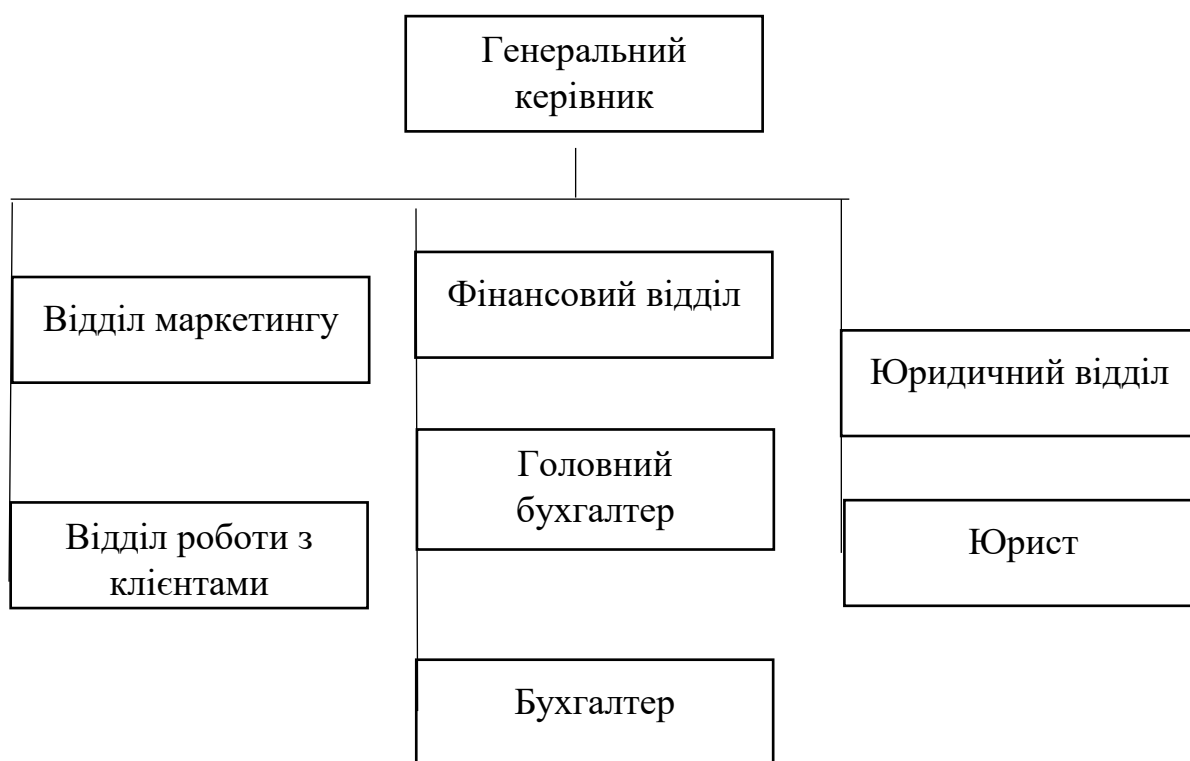 Генеральний
керівник
Відділ маркетингу
Фінансовий відділ
Юридичний відділ
Відділ роботи з
клієнтами
Головний
бухгалтер
Юрист
Бухгалтер